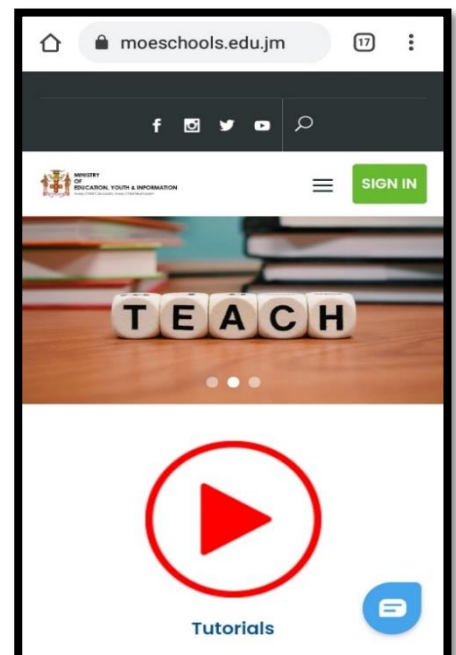 moeschools.edu.jm
17
MINISTRY
OF
EDUCATION, YOUTH & INFORMATION
SIGN IN
TEACH
Tutorials